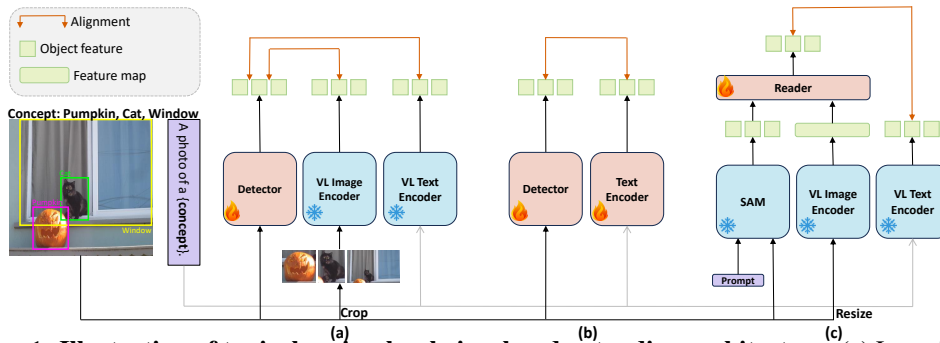 Alignment
Object feature
Feature map
Concept: Pumpkin, Cat, Window
A photo of a {concept}.
Window
Detector
VL Image Encoder
VL Text Encoder
Crop
(a)
Detector
Text Encoder
(b)
Reader
SAM
VL Image Encoder
VL Text Encoder
Prompt
Resize
(c)